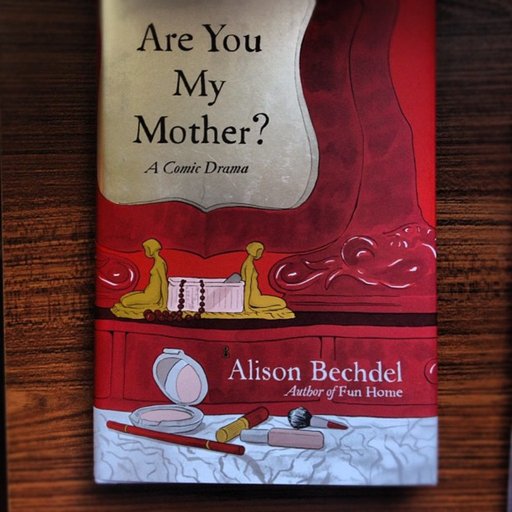 Are You
My
Mother?
A Comic Drama
Alison Bechdel
Author of Fun Home